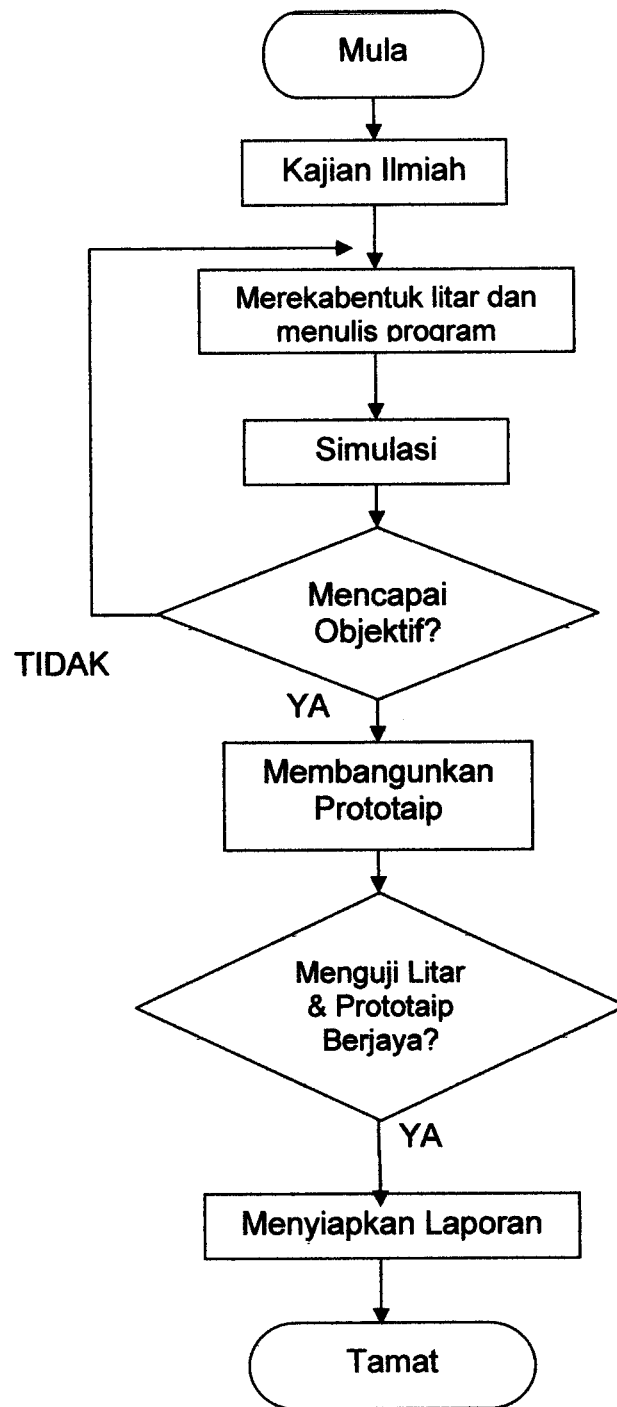 Mula
Kajian Ilmiah
Merekabentuk litar dan
menulis program
Simulasi
Mencapai
Objektif?
TIDAK
YA
Membangunkan
Prototaip
Menguji Litar
& Prototaip
Berjaya?
YA
Menyiapkan Laporan
Tamat